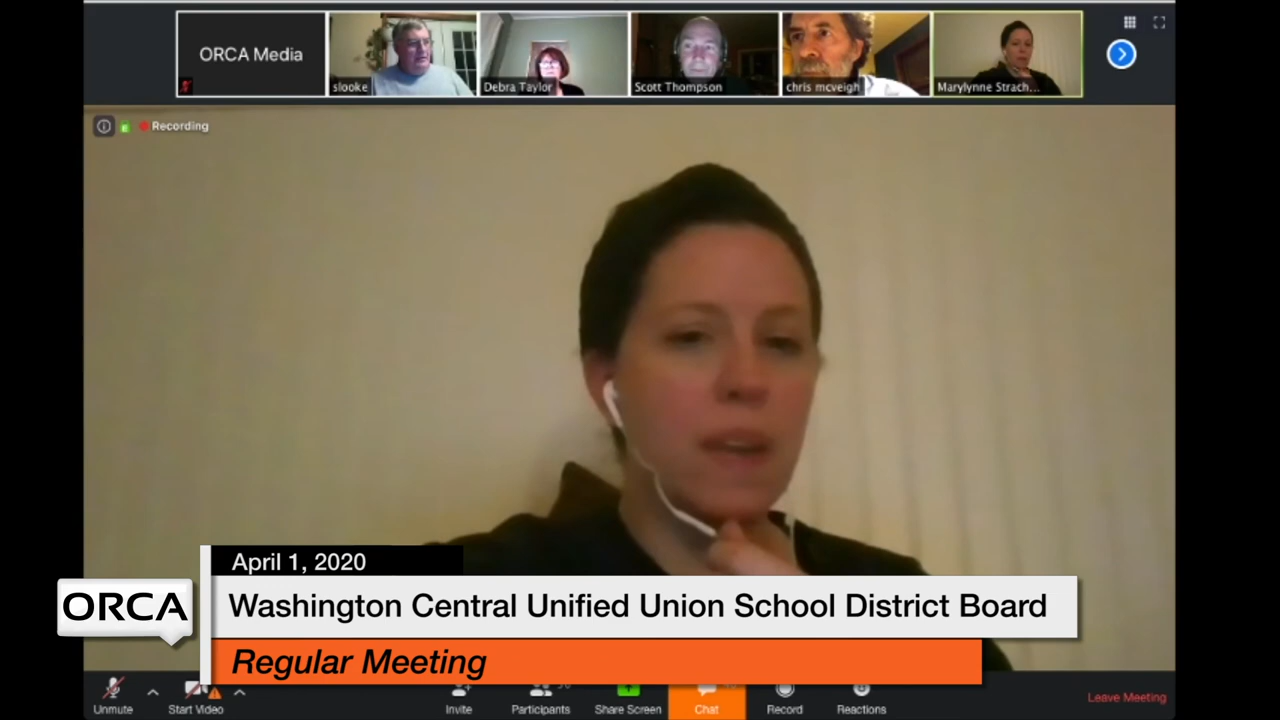 ORCA Media
slooke
Debra Taylor
Scott Thompson
chris mcveigh
Marylynne Strach...
Recording
April 1, 2020
ORCA
Washington Central Unified Union School District Board
Regular Meeting
Unmute
Start Video
Invite
Participants
Share Screen
Chat
Record
Reactions
Leave Meeting